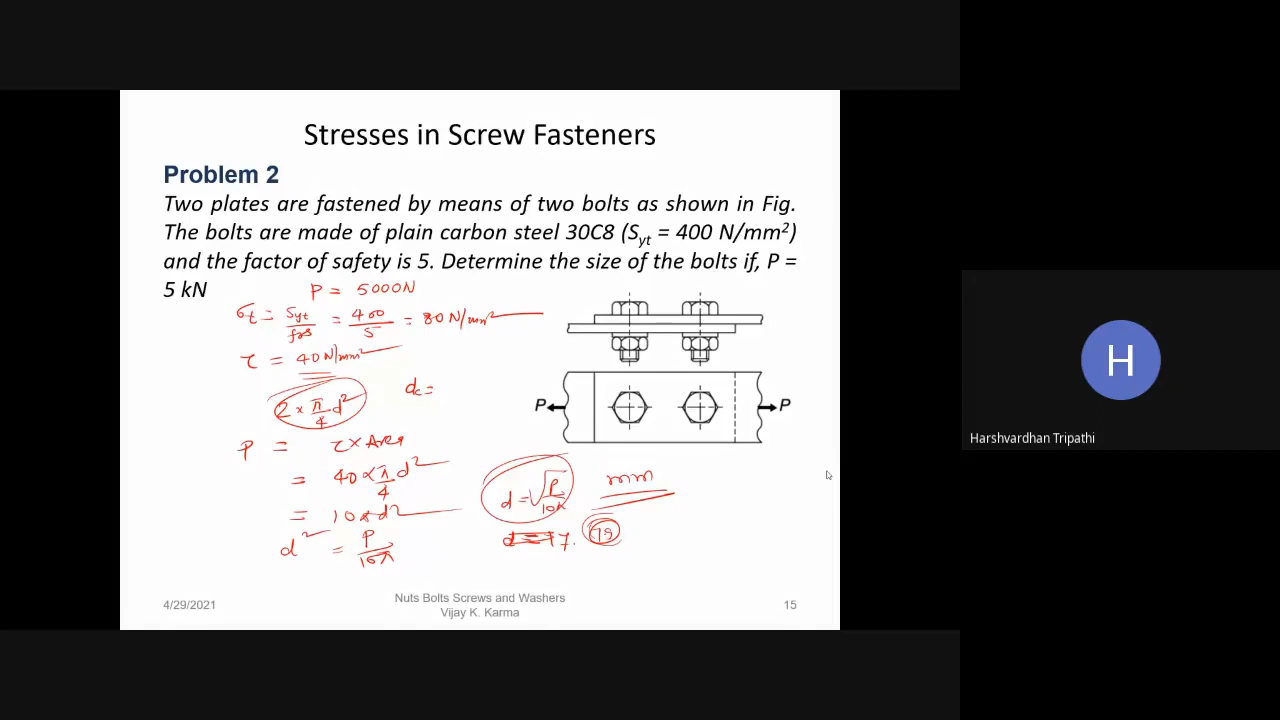 Stresses in Screw Fasteners
Problem 2
Two plates are fastened by means of two bolts as shown in Fig.
The bolts are made of plain carbon steel 30C8 (Syt = 400 N/mm²)
and the factor of safety is 5. Determine the size of the bolts if, P =
5 kN
P = 5000N
σt = Syt/fos = 400/5 = 80 N/mm²
τ = 40 N/mm²
dc =
2 × π/4 d²
P = τ × Area
= 40 × π/4 d²
= 10 π d²
d² = P/10π
d = √P/10π
mm
P
P
H
Harshvardhan Tripathi
4/29/2021
Nuts Bolts Screws and Washers
Vijay K. Karma
15